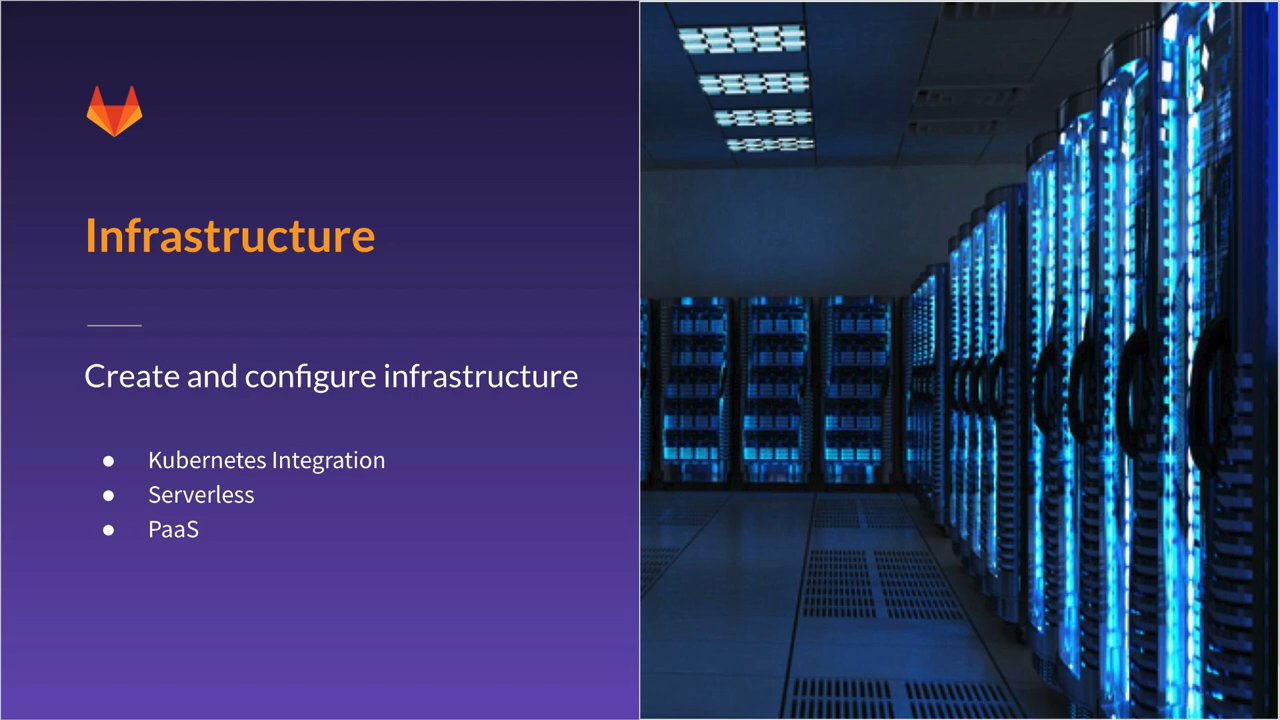 Infrastructure
Create and configure infrastructure
● Kubernetes Integration
● Serverless
● PaaS